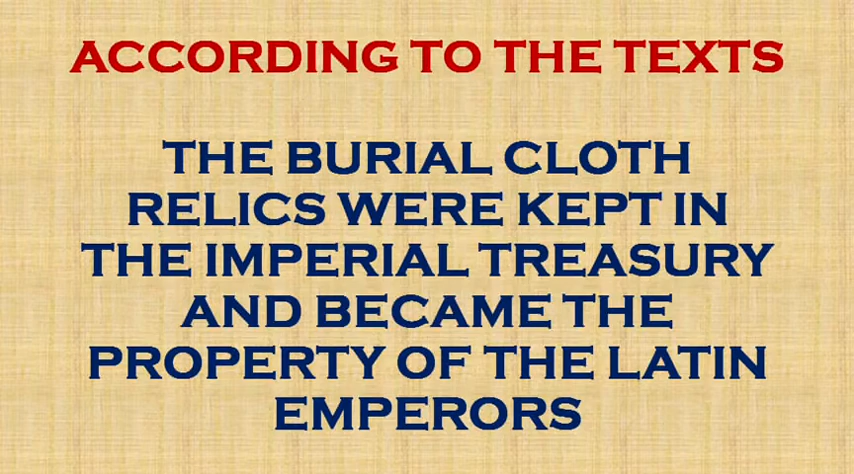 ACCORDING TO THE TEXTS
THE BURIAL CLOTH
RELICS WERE KEPT IN
THE IMPERIAL TREASURY
AND BECAME THE
PROPERTY OF THE LATIN
EMPERORS